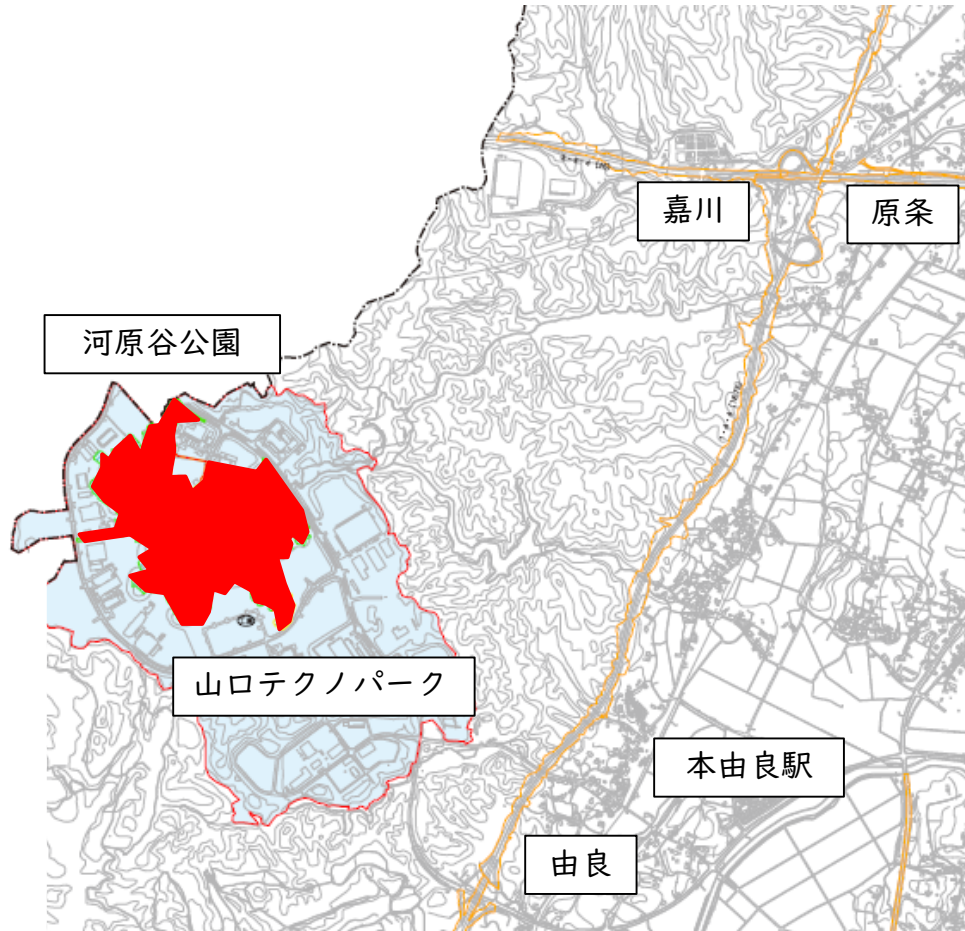 嘉川
原条
河原谷公園
山口テクノパーク
本由良駅
由良